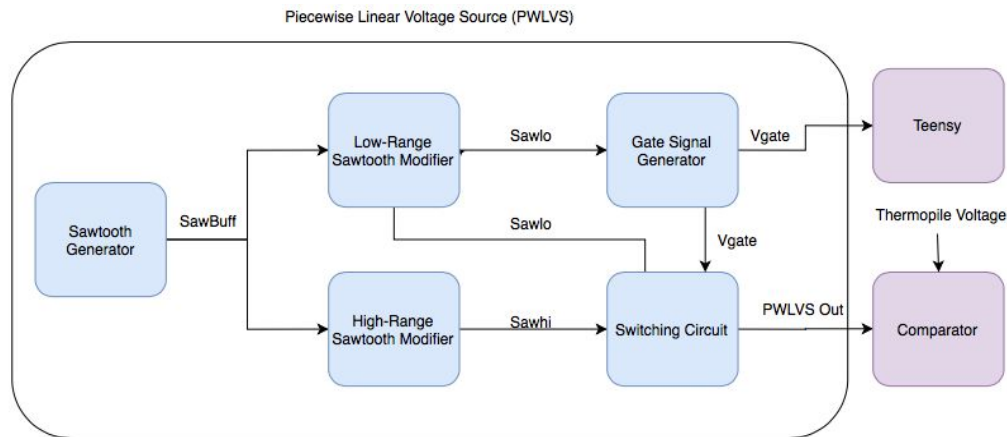 Piecewise Linear Voltage Source (PWLVS)
Low-Range
Sawtooth Modifier
Sawlo
Gate Signal
Generator
Vgate
Teensy
Sawtooth
Generator
SawBuff
Sawlo
Vgate
Thermopile Voltage
High-Range
Sawtooth Modifier
Sawhi
Switching Circuit
PWLVS Out
Comparator